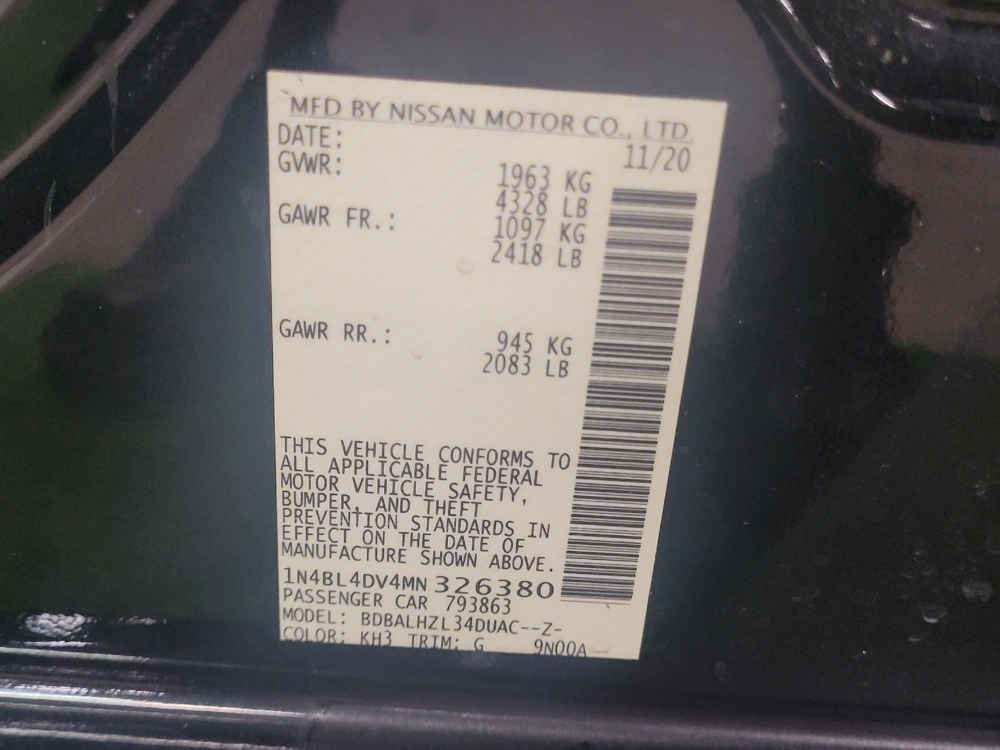 MFD BY NISSAN MOTOR CO., LTD.
DATE: 11/20
GVWR: 1963 KG
4328 LB
GAWR FR.: 1097 KG
2418 LB
GAWR RR.: 945 KG
2083 LB
THIS VEHICLE CONFORMS TO
ALL APPLICABLE FEDERAL
MOTOR VEHICLE SAFETY,
BUMPER, AND THEFT
PREVENTION STANDARDS IN
EFFECT ON THE DATE OF
MANUFACTURE SHOWN ABOVE.
1N4BL4DV4MN 326380
PASSENGER CAR 793863
MODEL: BDBALHZL34DUAC--Z-
COLOR: KH3 TRIM: G 9N00A